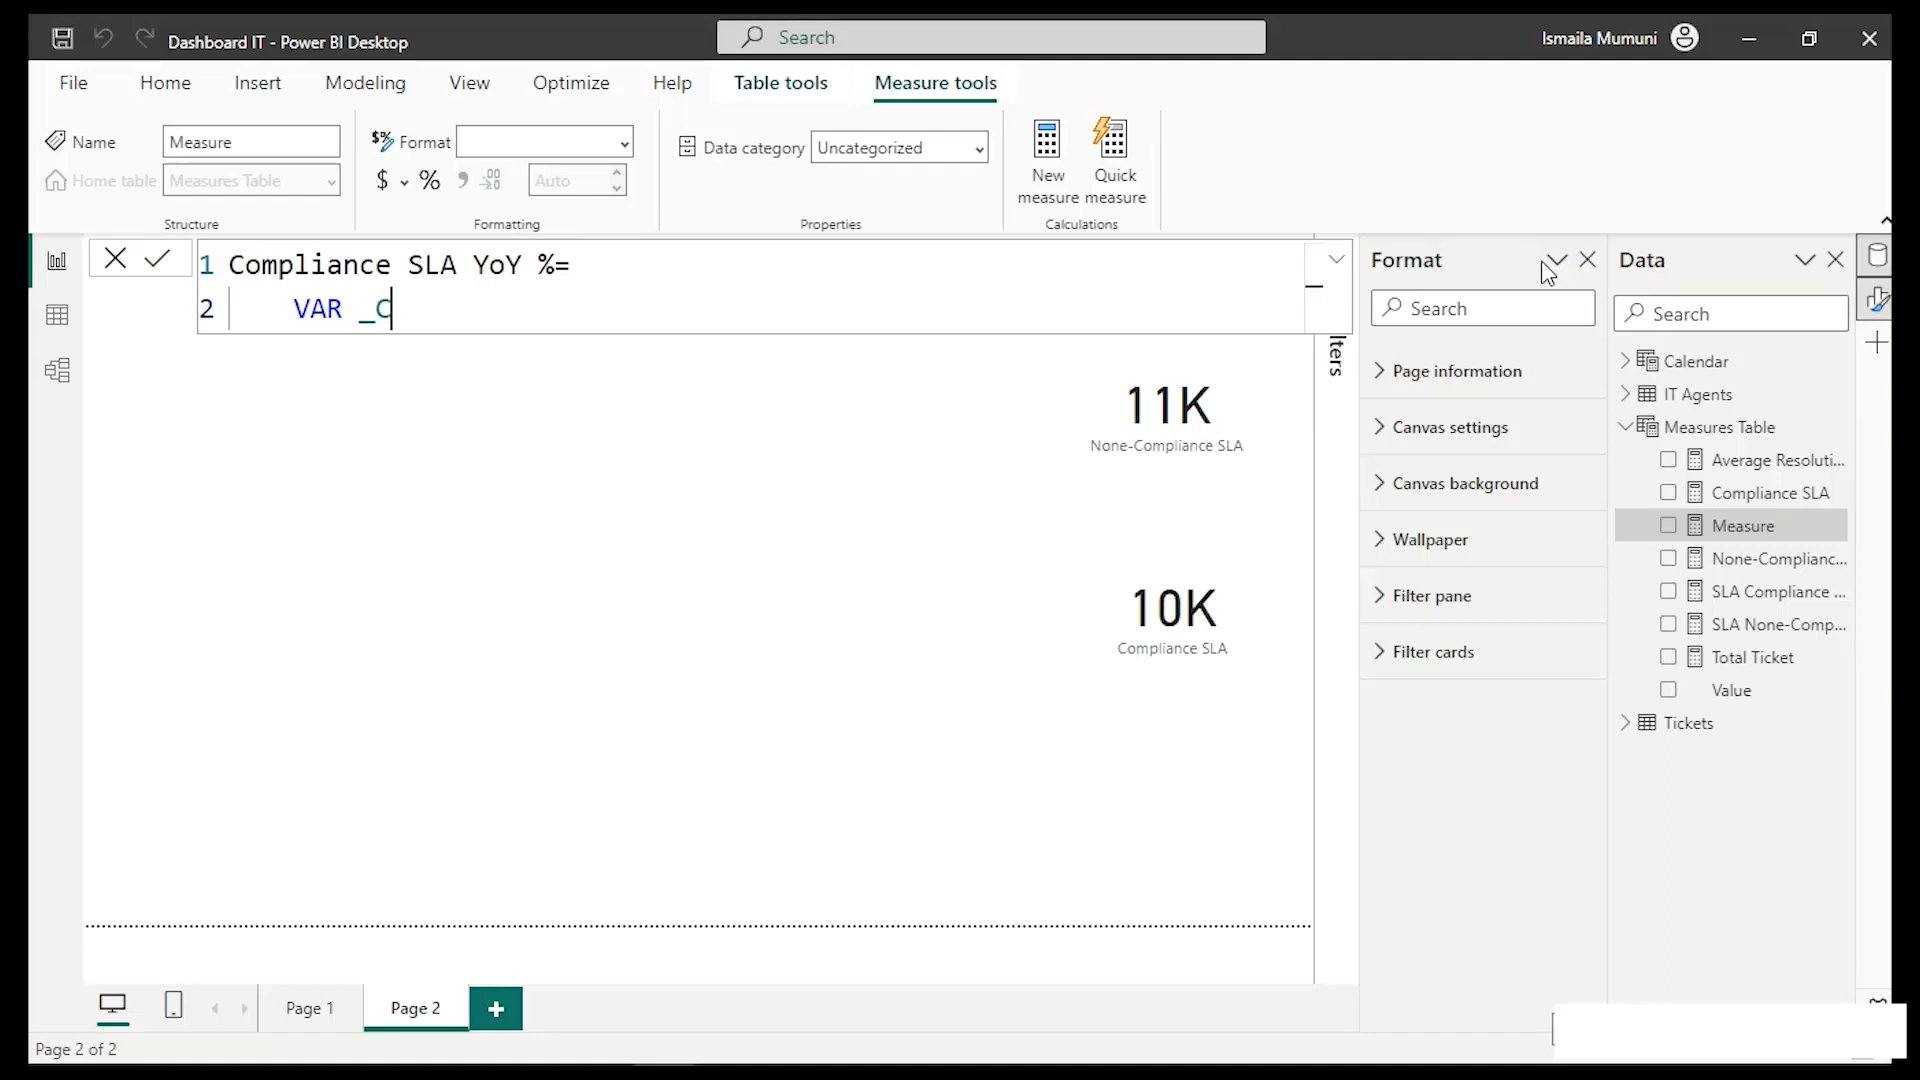 Dashboard IT - Power BI Desktop
Search
Ismaila Mumuni
File
Home
Insert
Modeling
View
Optimize
Help
Table tools
Measure tools
Name
Measure
Home table
Measures Table
Structure
Format
$ %
Auto
Formatting
Data category
Uncategorized
Properties
New
measure
Quick
measure
Calculations
1 Compliance SLA YoY %=
2 VAR _C
lters
11K
None-Compliance SLA
10K
Compliance SLA
Format
Search
Page information
Canvas settings
Canvas background
Wallpaper
Filter pane
Filter cards
Data
Search
Calendar
IT Agents
Measures Table
Average Resoluti...
Compliance SLA
Measure
None-Complianc...
SLA Compliance ...
SLA None-Comp...
Total Ticket
Value
Tickets
Page 1
Page 2
Page 2 of 2